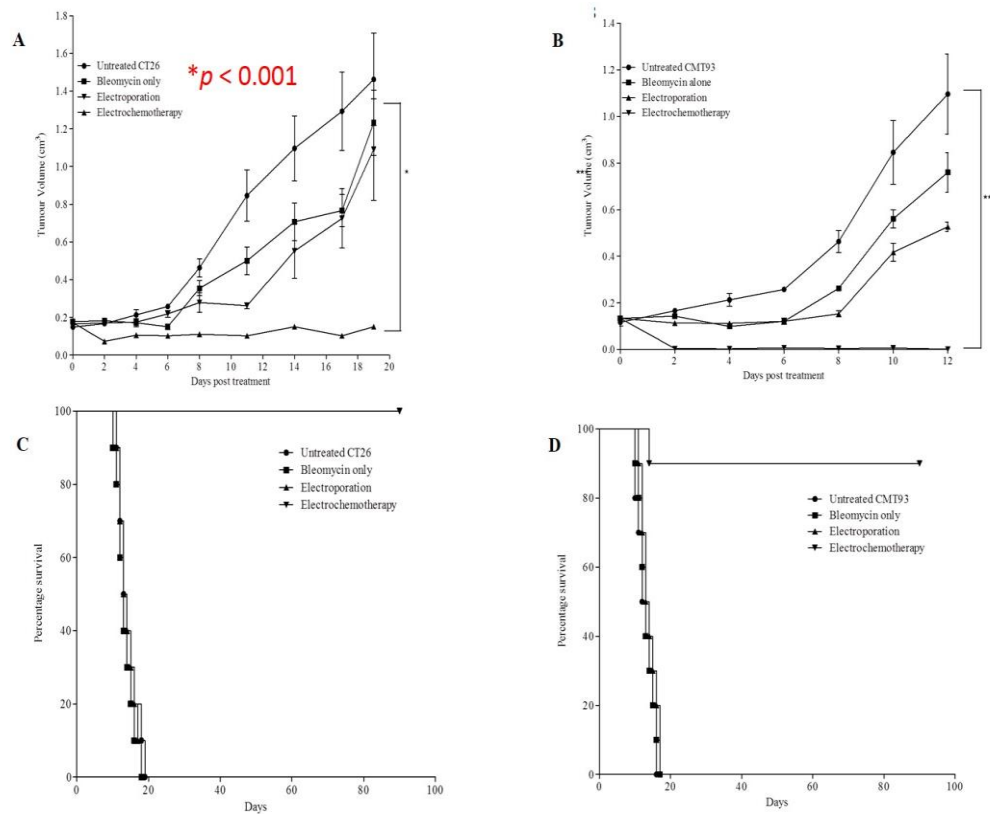 A
Tumour Volume (cm³)
1.8
1.6
1.4
1.2
1.0
0.8
0.6
0.4
0.2
0.0
Untreated CT26
Bleomycin only
Electroporation
Electrochemotherapy
*p < 0.001
*
0 2 4 6 8 10 12 14 16 18 20
Days post treatment
B
Tumour Volume (cm³)
1.4
1.2
1.0
0.8
0.6
0.4
0.2
0.0
Untreated CMT93
Bleomycin alone
Electroporation
Electrochemotherapy
***
**
0 2 4 6 8 10 12
Days post treatment
C
Percentage survival
100
80
60
40
20
0
Untreated CT26
Bleomycin only
Electroporation
Electrochemotherapy
0 20 40 60 80 100
Days
D
Percentage survival
100
80
60
40
20
0
Untreated CMT93
Bleomycin only
Electroporation
Electrochemotherapy
0 20 40 60 80 100
Days